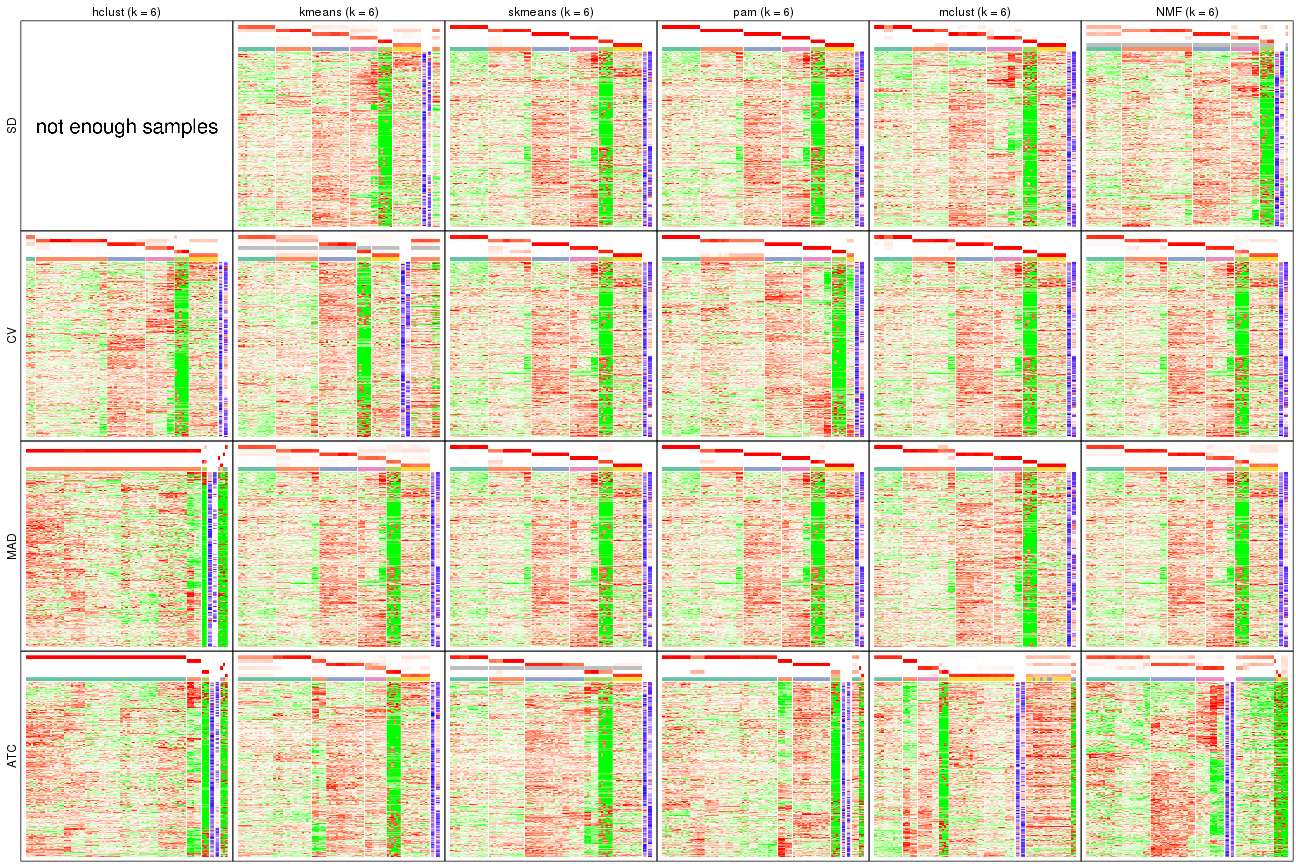 hclust (k = 6) kmeans (k = 6) skmeans (k = 6) pam (k = 6) mclust (k = 6) NMF (k = 6)
SD
not enough samples
CV
MAD
ATC